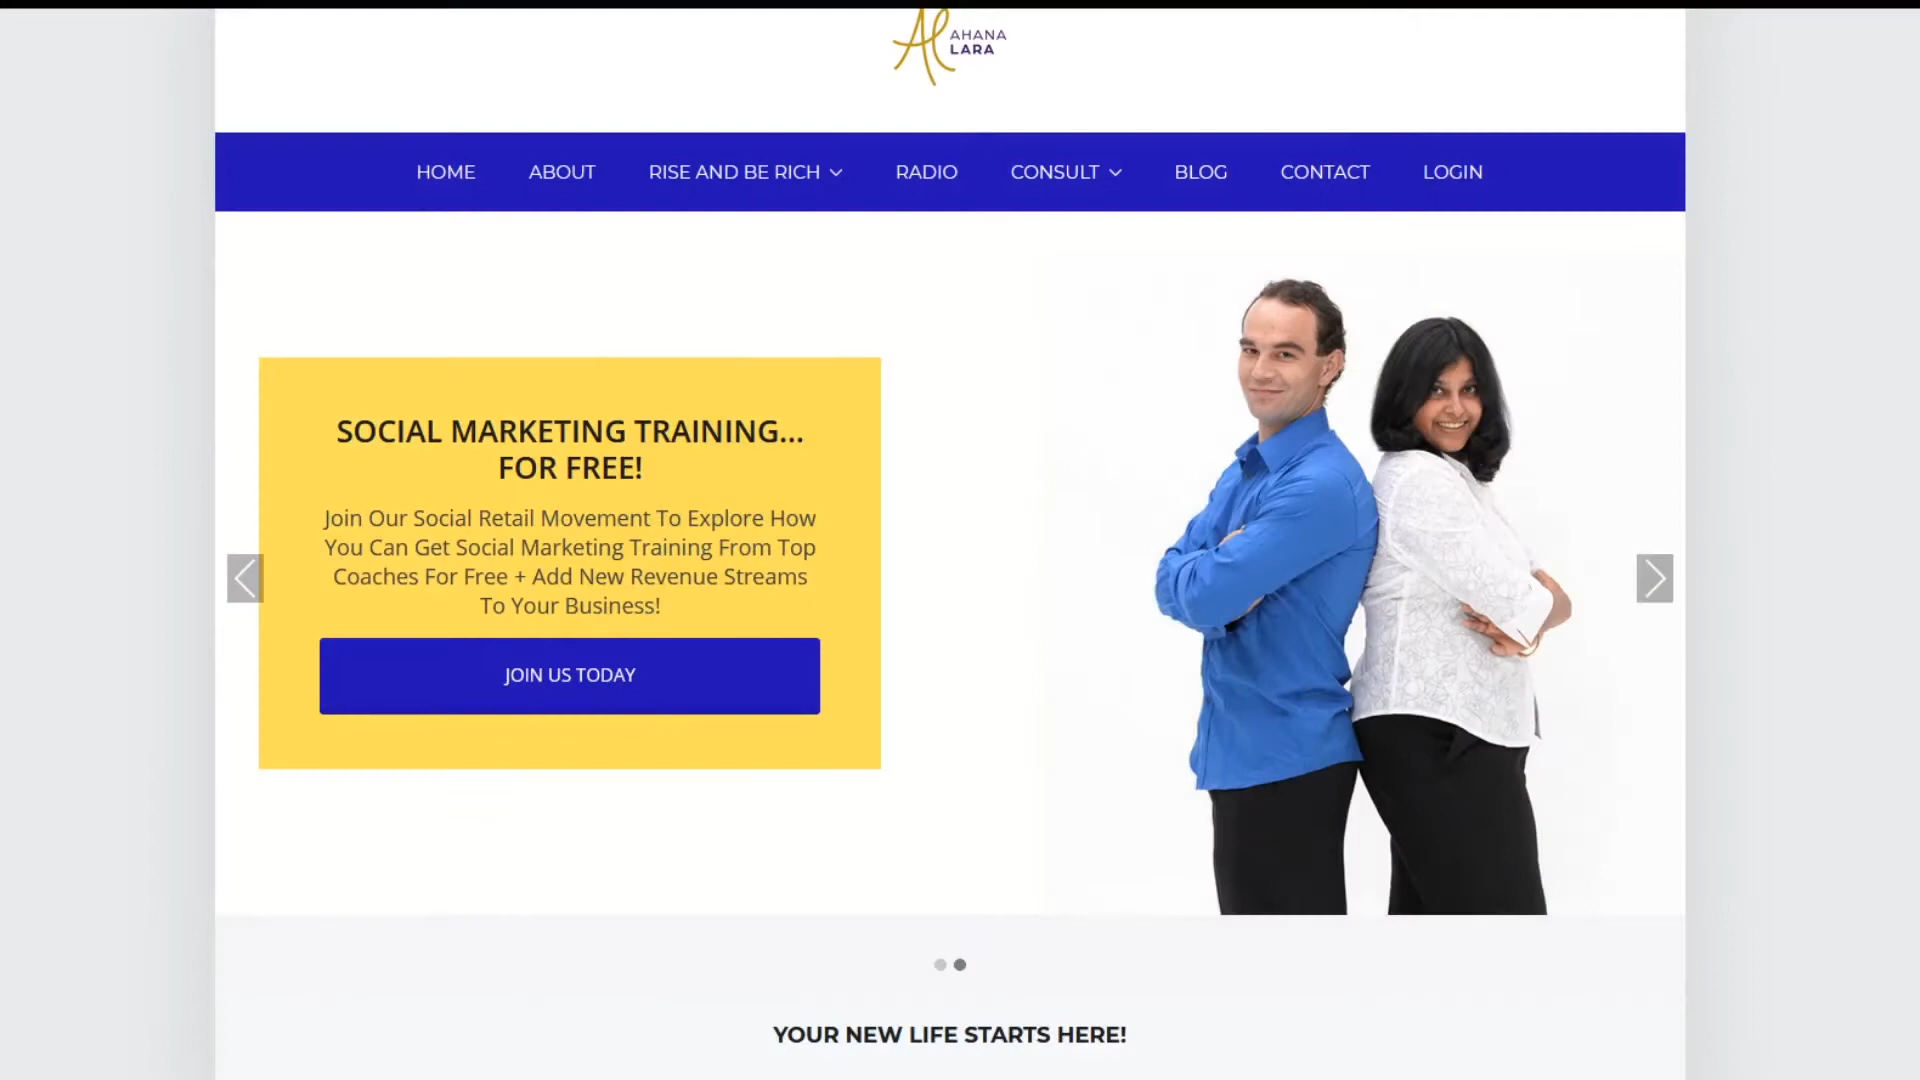 AHANA
LARA
HOME ABOUT RISE AND BE RICH RADIO CONSULT BLOG CONTACT LOGIN
SOCIAL MARKETING TRAINING...
FOR FREE!
Join Our Social Retail Movement To Explore How
You Can Get Social Marketing Training From Top
Coaches For Free + Add New Revenue Streams
To Your Business!
JOIN US TODAY
YOUR NEW LIFE STARTS HERE!